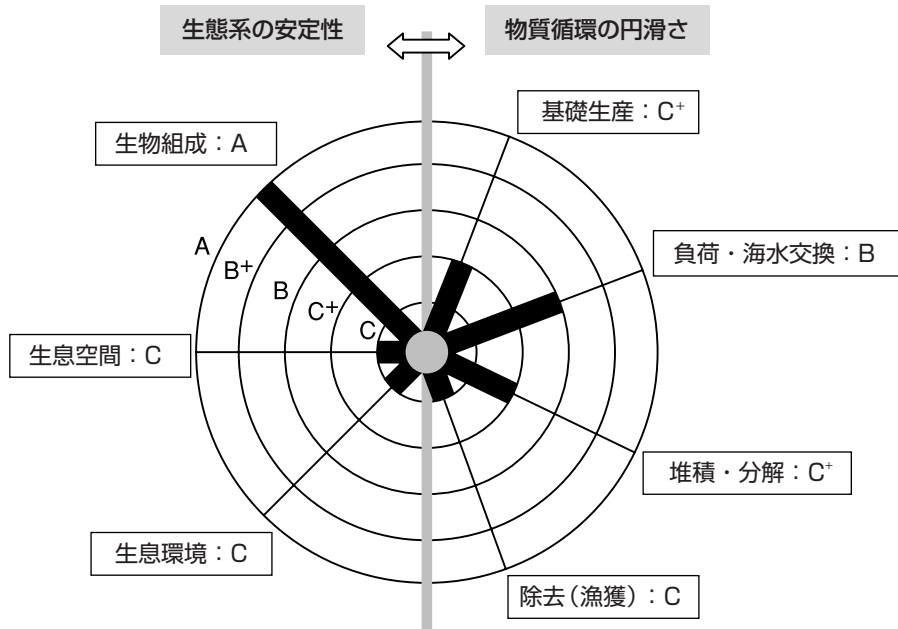 生態系の安定性
物質循環の円滑さ
基礎生産：C⁺
生物組成：A
負荷・海水交換：B
A
B+
B
C+
C
生息空間：C
堆積・分解：C⁺
生息環境：C
除去（漁獲）：C